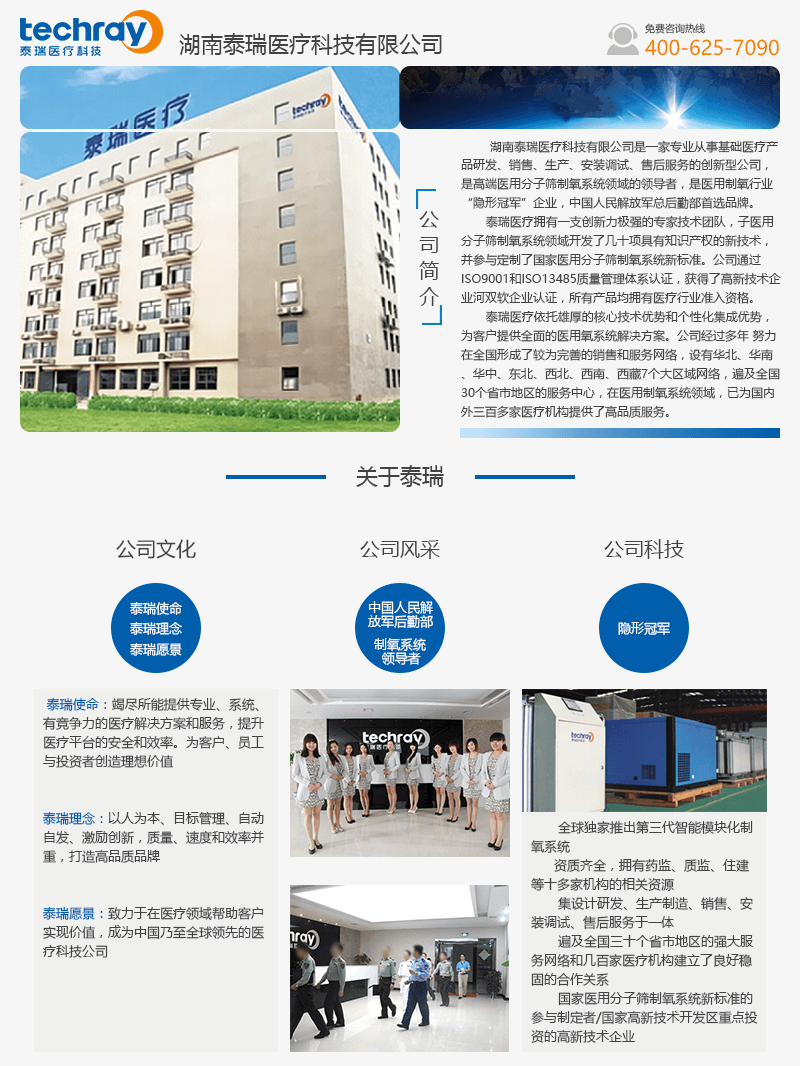 techray
泰瑞医疗科技
湖南泰瑞医疗科技有限公司
免费咨询热线
400-625-7090
泰瑞医疗
techray
公司简介
湖南泰瑞医疗科技有限公司是一家专业从事基础医疗产
品研发、销售、生产、安装调试、售后服务的创新型公司，
是高端医用分子筛制氧系统领域的领导者，是医用制氧行业
“隐形冠军”企业，中国人民解放军总后勤部首选品牌。
泰瑞医疗拥有一支创新力极强的专家技术团队，子医用
分子筛制氧系统领域开发了几十项具有知识产权的新技术，
并参与定制了国家医用分子筛制氧系统新标准。公司通过
ISO9001和ISO13485质量管理体系认证，获得了高新技术企
业河双软企业认证，所有产品均拥有医疗行业准入资格。
泰瑞医疗依托雄厚的核心技术优势和个性化集成优势，
为客户提供全面的医用氧系统解决方案。公司经过多年 努力
在全国形成了较为完善的销售和服务网络，设有华北、华南
、华中、东北、西北、西南、西藏7个大区域网络，遍及全国
30个省市地区的服务中心，在医用制氧系统领域，已为国内
外三百多家医疗机构提供了高品质服务。
关于泰瑞
公司文化
泰瑞使命
泰瑞理念
泰瑞愿景
泰瑞使命：竭尽所能提供专业、系统、
有竟争力的医疗解决方案和服务，提升
医疗平台的安全和效率。为客户、员工
与投资者创造理想价值
泰瑞理念：以人为本、目标管理、自动
自发、激励创新，质量、速度和效率并
重，打造高品质品牌
泰瑞愿景：致力于在医疗领域帮助客户
实现价值，成为中国乃至全球领先的医
疗科技公司
公司风采
中国人民解
放军后勤部
制氧系统
领导者
techray
公司科技
隐形冠军
techray
全球独家推出第三代智能模块化制
氧系统
资质齐全，拥有药监、质监、住建
等十多家机构的相关资源
集设计研发、生产制造、销售、安
装调试、售后服务于一体
遍及全国三十个省市地区的强大服
务网络和几百家医疗机构建立了良好稳
固的合作关系
国家医用分子筛制氧系统新标准的
参与制定者/国家高新技术开发区重点投
资的高新技术企业